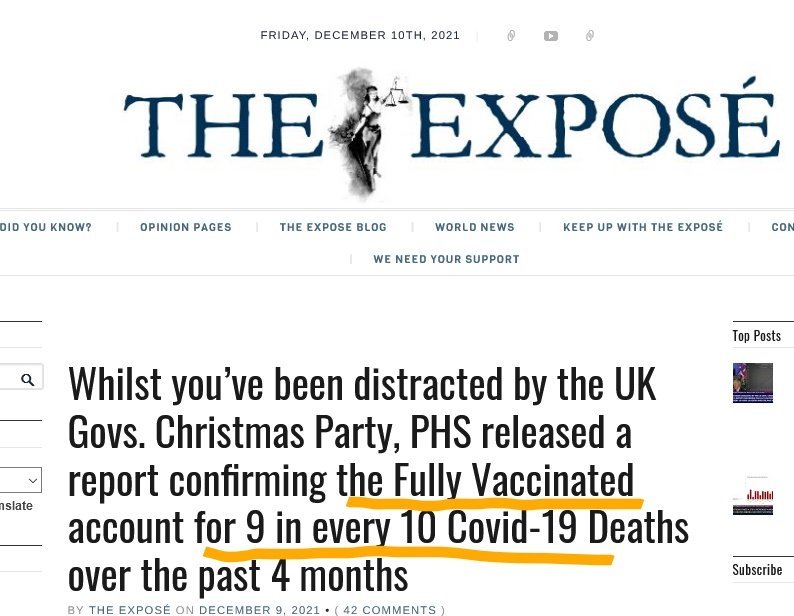 FRIDAY, DECEMBER 10TH, 2021
THE EXPOSÉ
DID YOU KNOW? OPINION PAGES THE EXPOSE BLOG WORLD NEWS KEEP UP WITH THE EXPOSÉ
WE NEED YOUR SUPPORT
Top Posts
Whilst you’ve been distracted by the UK
Govs. Christmas Party, PHS released a
report confirming the Fully Vaccinated
account for 9 in every 10 Covid-19 Deaths
over the past 4 months
BY THE EXPOSÉ ON DECEMBER 9, 2021 • ( 42 COMMENTS )
Subscribe